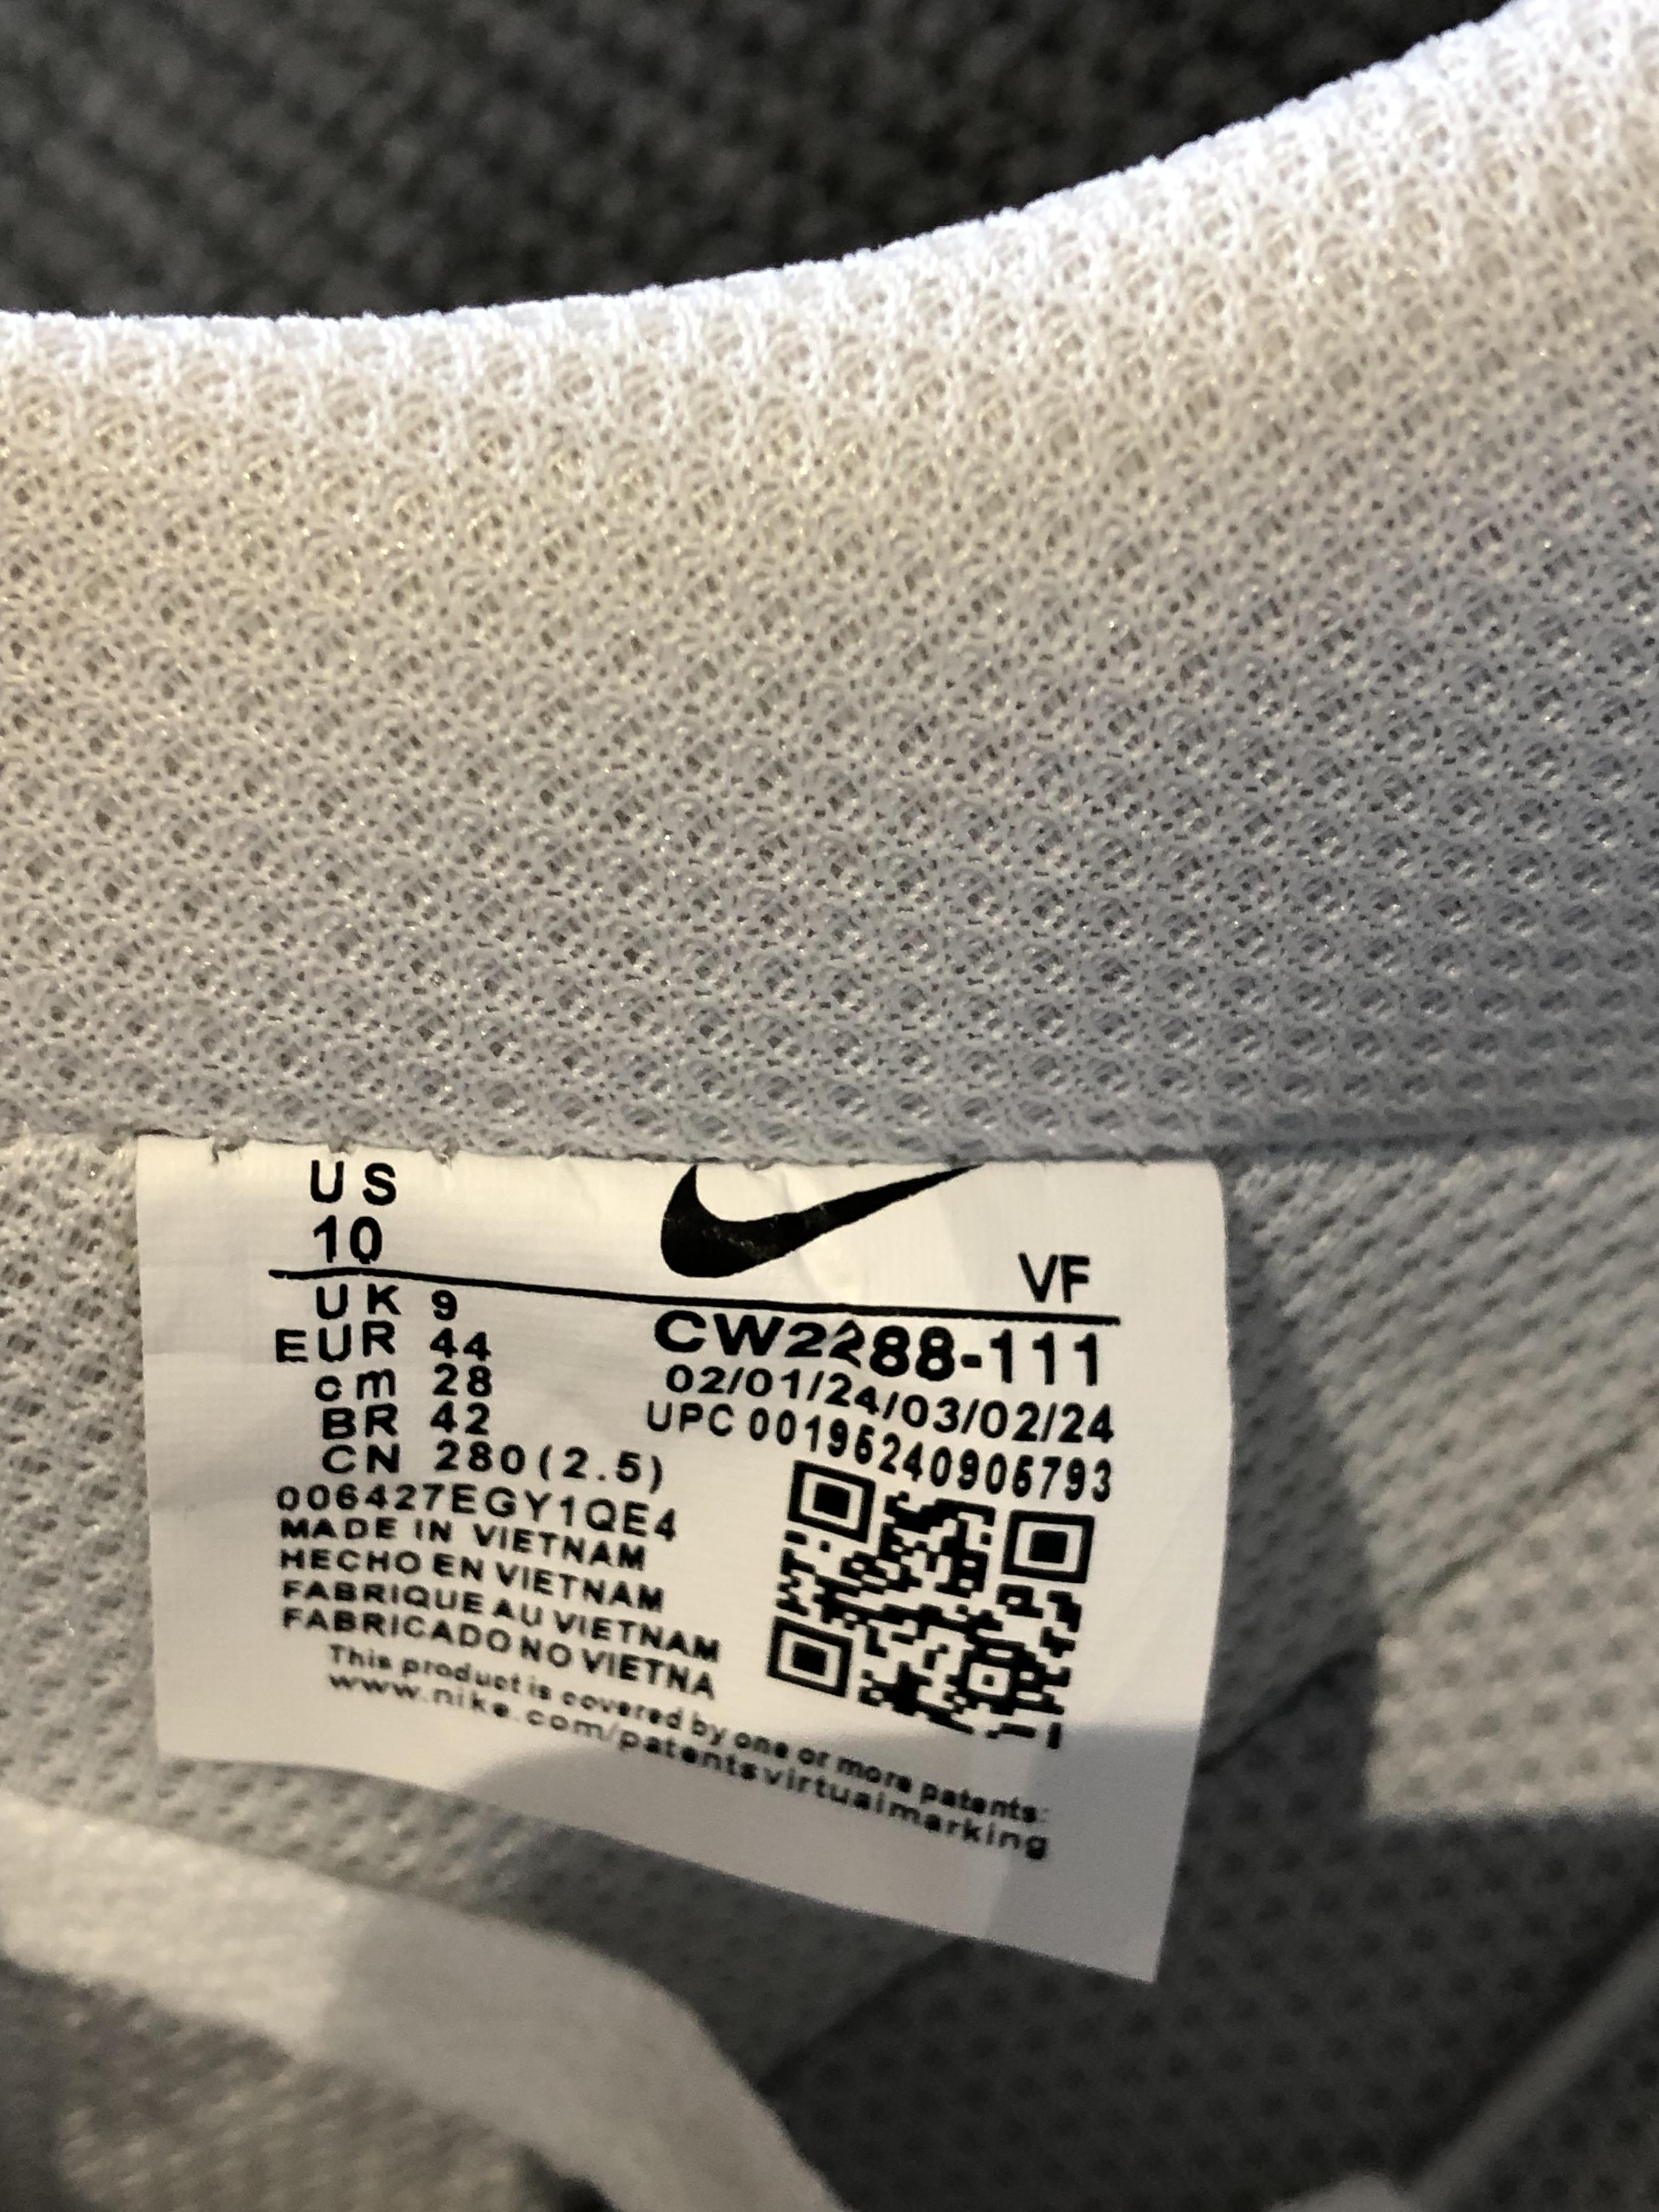 US
10
VF
UK 9
EUR 44
cm 28
BR 42
CN 280(2.5)
CW2288-111
02/01/24/03/02/24
UPC 00195240905793
006427EGY1QE4
MADE IN VIETNAM
HECHO EN VIETNAM
FABRIQUE AU VIETNAM
FABRICADO NO VIETNA
This product is covered by one or more patents:
www.nike.com/patentsvirtualmarking